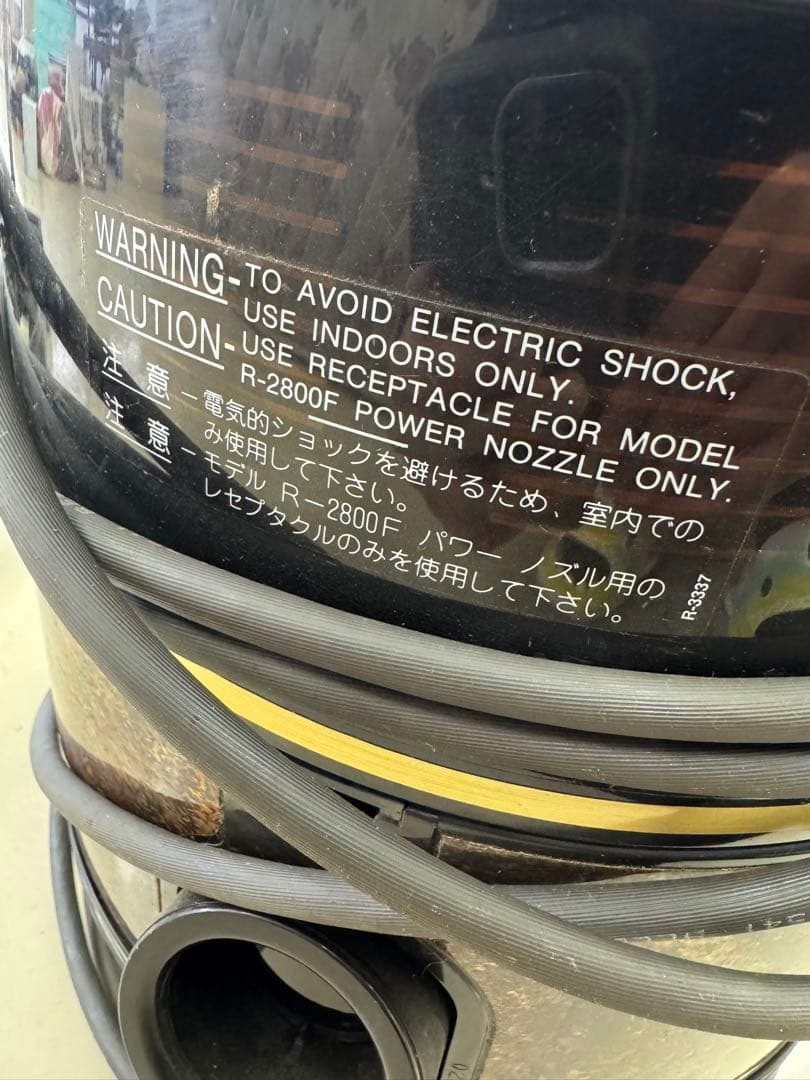 WARNING-TO AVOID ELECTRIC SHOCK,
USE INDOORS ONLY.
CAUTION-USE RECEPTACLE FOR MODEL
R-2800F POWER NOZZLE ONLY.
注 意－電気的ショックを避けるため、室内での
み使用して下さい。
注 意－モデル R－2800F パワー ノズル用の
レセプタクルのみを使用して下さい。
R-3337